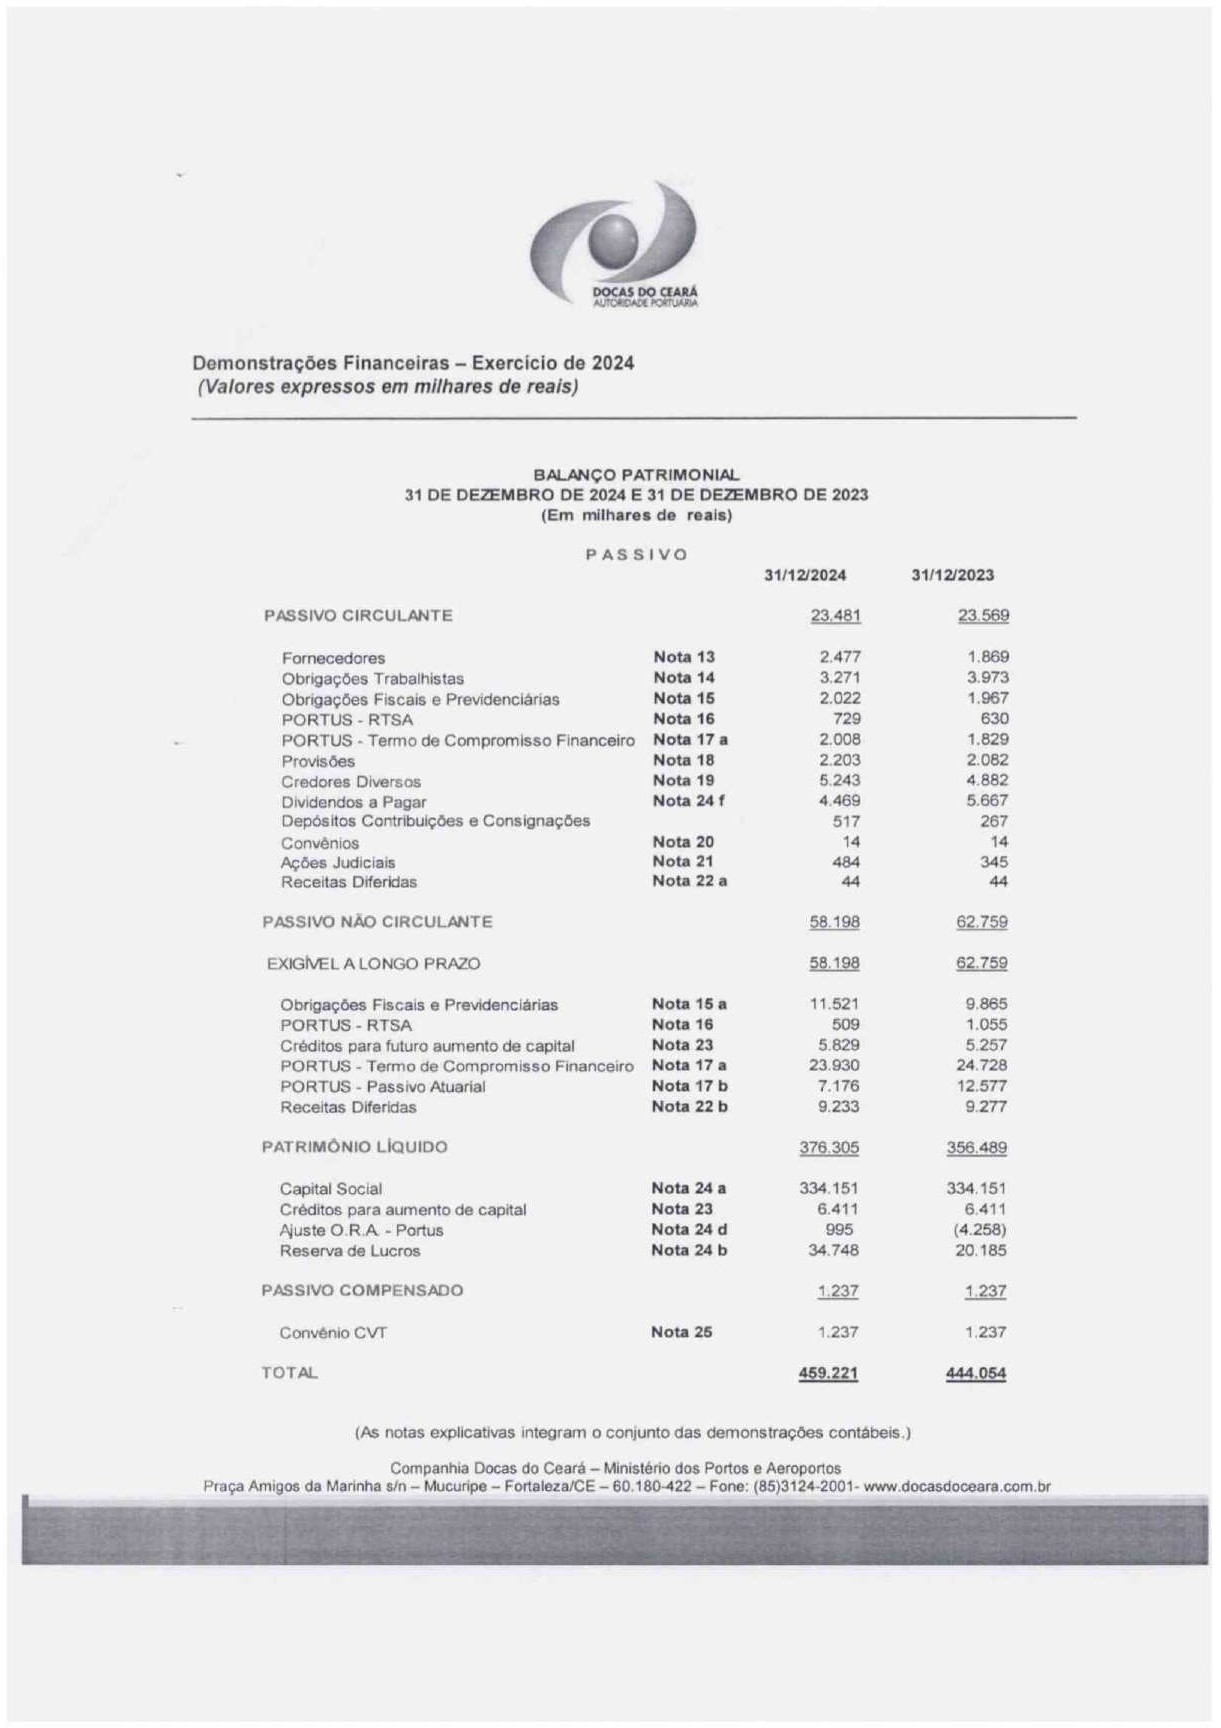 DOCAS DO CEARÁ
AUTORIDADE PORTUÁRIA
Demonstrações Financeiras – Exercício de 2024
(Valores expressos em milhares de reais)
BALANÇO PATRIMONIAL
31 DE DEZEMBRO DE 2024 E 31 DE DEZEMBRO DE 2023
(Em milhares de reais)
PASSIVO
31/12/2024 31/12/2023
PASSIVO CIRCULANTE 23.481 23.569
Fornecedores Nota 13 2.477 1.869
Obrigações Trabalhistas Nota 14 3.271 3.973
Obrigações Fiscais e Previdenciárias Nota 15 2.022 1.967
PORTUS - RTSA Nota 16 729 630
PORTUS - Termo de Compromisso Financeiro Nota 17 a 2.008 1.829
Provisões Nota 18 2.203 2.082
Credores Diversos Nota 19 5.243 4.882
Dividendos a Pagar Nota 24 f 4.469 5.667
Depósitos Contribuições e Consignações 517 267
Convênios Nota 20 14 14
Ações Judiciais Nota 21 484 345
Receitas Diferidas Nota 22 a 44 44
PASSIVO NÃO CIRCULANTE 58.198 62.759
EXIGÍVEL A LONGO PRAZO 58.198 62.759
Obrigações Fiscais e Previdenciárias Nota 15 a 11.521 9.865
PORTUS - RTSA Nota 16 509 1.055
Créditos para futuro aumento de capital Nota 23 5.829 5.257
PORTUS - Termo de Compromisso Financeiro Nota 17 a 23.930 24.728
PORTUS - Passivo Atuarial Nota 17 b 7.176 12.577
Receitas Diferidas Nota 22 b 9.233 9.277
PATRIMÔNIO LÍQUIDO 376.305 356.489
Capital Social Nota 24 a 334.151 334.151
Créditos para aumento de capital Nota 23 6.411 6.411
Ajuste O.R.A. - Portus Nota 24 d 995 (4.258)
Reserva de Lucros Nota 24 b 34.748 20.185
PASSIVO COMPENSADO 1.237 1.237
Convênio CVT Nota 25 1.237 1.237
TOTAL 459.221 444.054
(As notas explicativas integram o conjunto das demonstrações contábeis.)
Companhia Docas do Ceará – Ministério dos Portos e Aeroportos
Praça Amigos da Marinha s/n – Mucuripe – Fortaleza/CE – 60.180-422 – Fone: (85)3124-2001- www.docasdoceara.com.br